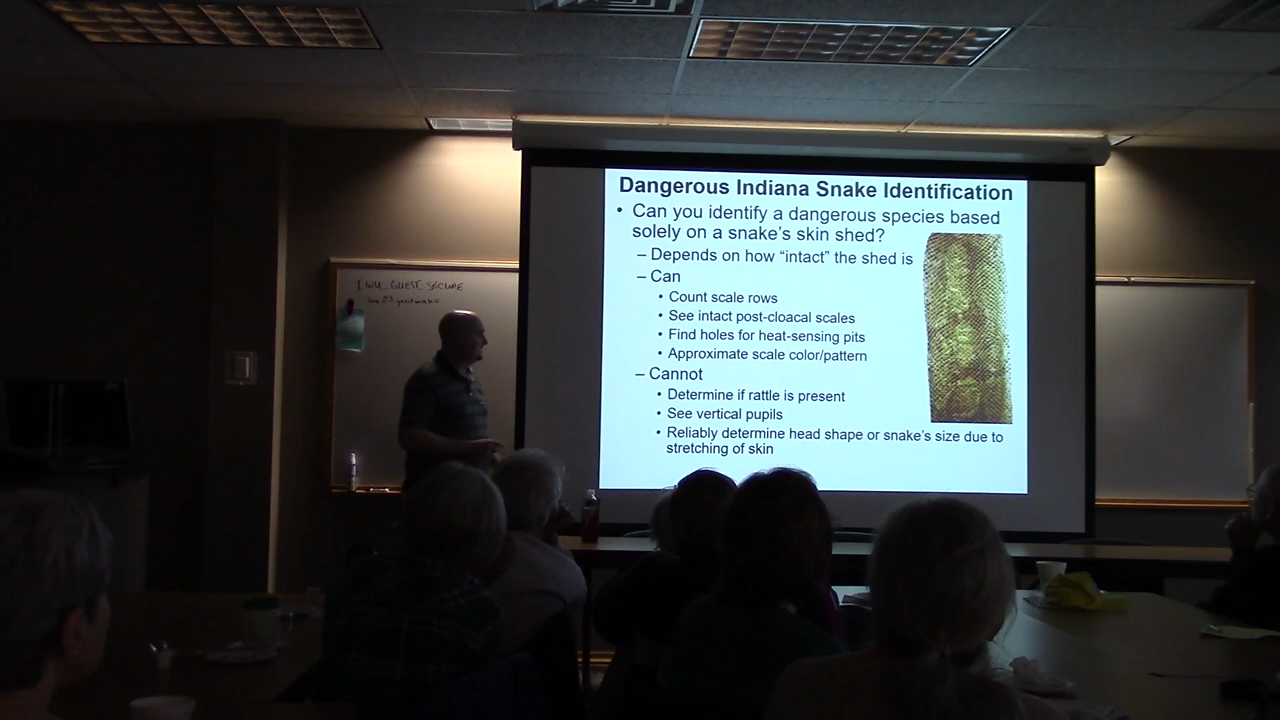 Dangerous Indiana Snake Identification
• Can you identify a dangerous species based
solely on a snake's skin shed?
– Depends on how "intact" the shed is
– Can
• Count scale rows
• See intact post-cloacal scales
• Find holes for heat-sensing pits
• Approximate scale color/pattern
– Cannot
• Determine if rattle is present
• See vertical pupils
• Reliably determine head shape or snake's size due to
stretching of skin
IWU_GUEST_SECURE